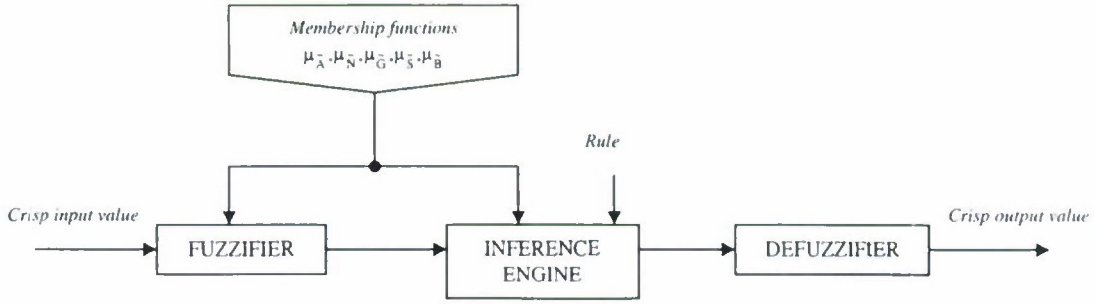 Membership functions
μÃ,μÑ,μG̃,μS̃,μB̃
Rule
Crisp input value
Crisp output value
FUZZIFIER
INFERENCE
ENGINE
DEFUZZIFIER